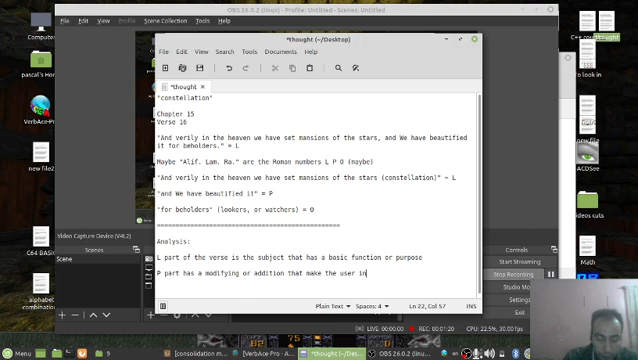 OBS 26.0.2 - Profile: Untitled - Scenes: Untitled
File Edit View Profile Scene Collection Tools Help
*thought (~/Desktop)
File Edit View Search Tools Documents Help
*thought
"constellation"
Chapter 15
Verse 16
"And verily in the heaven we have set mansions of the stars, and We have beautified
it for beholders." = L
Maybe "Alif. Lam. Ra." are the Roman numbers L P O (maybe)
"And verily in the heaven we have set mansions of the stars (constellation)" ~ L
"and We have beautified it" = P
"for beholders" (lookers, or watchers) = O
Analysis:
L part of the verse is the subject that has a basic function or purpose
P part has a modifying or addition that make the user in
Plain Text Spaces: 4 Ln 22, Col 57 INS
Computer
pascal's Home
VerbAce-Pro
new file2
C64 BASIC
alphabet combinations
C++ cou
thought
to look in
ACDSee
Videos cuts
new
Video Capture Device (V4L2)
Scenes
Scene
Controls
Start Streaming
Stop Recording
Studio Mo
Settings
Exit
LIVE: 00:00:00 REC: 00:01:20 CPU: 22.5%, 30.00 fps
Menu
[consolidation m
[VerbAce-Pro
*thought (~/Des
OBS 26.0.2